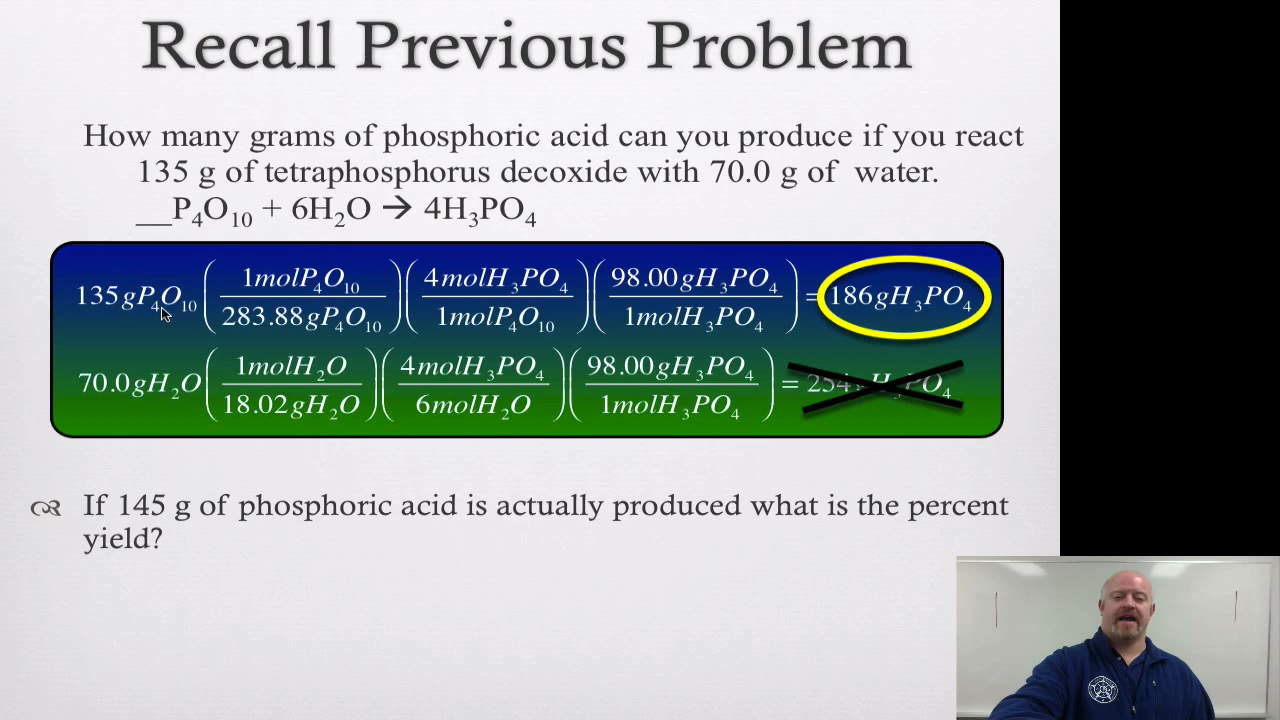 Recall Previous Problem
How many grams of phosphoric acid can you produce if you react
135 g of tetraphosphorus decoxide with 70.0 g of water.
__P₄O₁₀ + 6H₂O → 4H₃PO₄
135gP₄O₁₀ (1molP₄O₁₀ / 283.88gP₄O₁₀)(4molH₃PO₄ / 1molP₄O₁₀)(98.00gH₃PO₄ / 1molH₃PO₄) = 186gH₃PO₄
70.0gH₂O (1molH₂O / 18.02gH₂O)(4molH₃PO₄ / 6molH₂O)(98.00gH₃PO₄ / 1molH₃PO₄) = 254gH₃PO₄
If 145 g of phosphoric acid is actually produced what is the percent
yield?